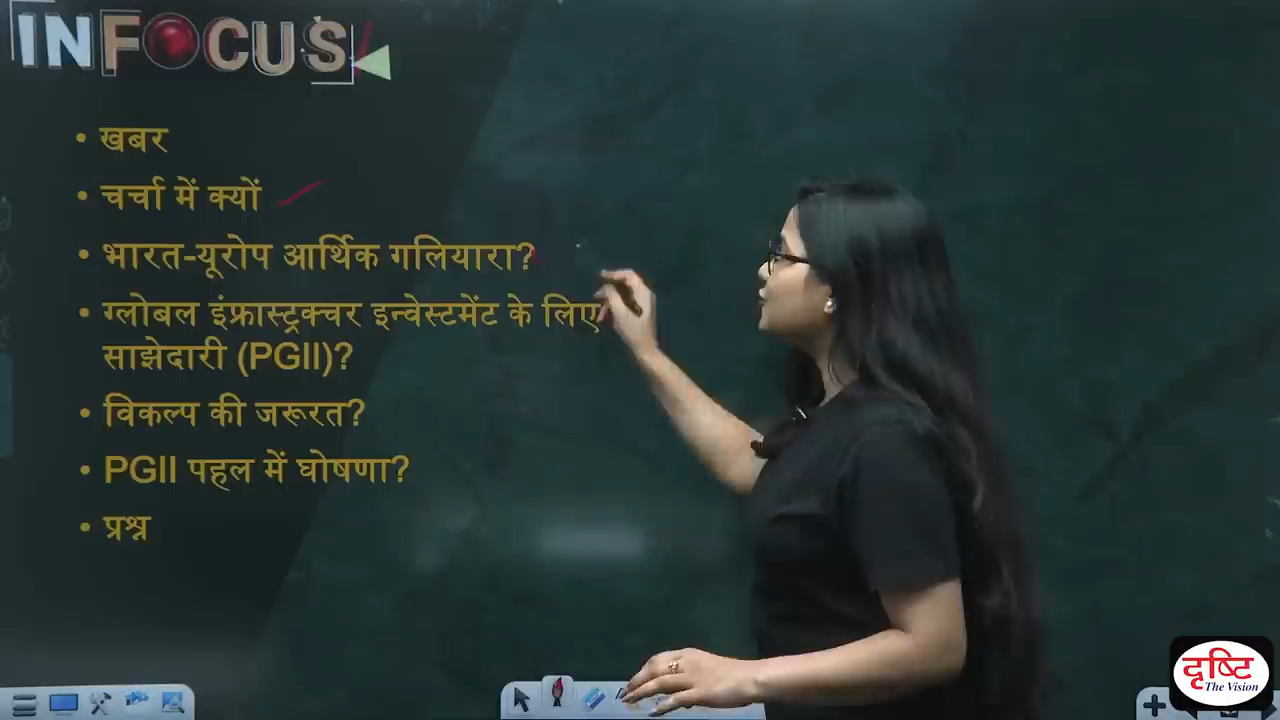 INFOCUS
• खबर
• चर्चा में क्यों
• भारत-यूरोप आर्थिक गलियारा?
• ग्लोबल इंफ्रास्ट्रक्चर इन्वेस्टमेंट के लिए
साझेदारी (PGII)?
• विकल्प की जरूरत?
• PGII पहल में घोषणा?
• प्रश्न
दृष्टि
The Vision